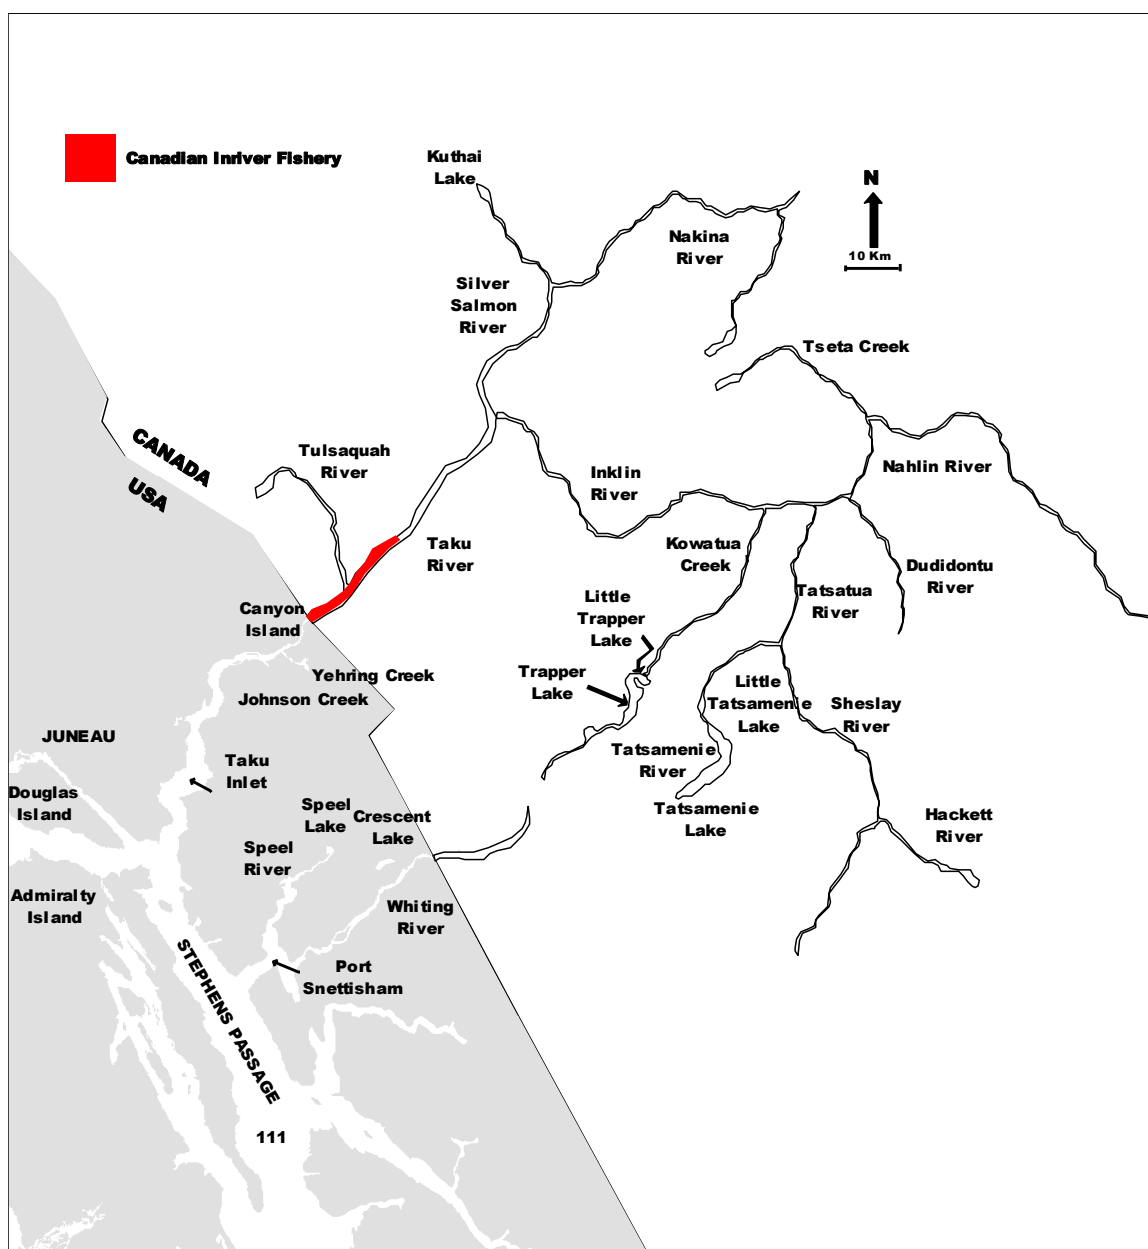 Canadian Inriver Fishery
Kuthai
Lake
N
10 Km
Nakina
River
Silver
Salmon
River
Tseta Creek
CANADA
USA
Tulsaquah
River
Inklin
River
Nahlin River
Taku
River
Kowatua
Creek
Dudidontu
River
Tatsatua
River
Little
Trapper
Lake
Canyon
Island
Yehring Creek
Johnson Creek
Trapper
Lake
Little
Tatsamenie
Lake
Sheslay
River
JUNEAU
Taku
Inlet
Tatsamenie
River
Douglas
Island
Speel
Lake
Crescent
Lake
Tatsamenie
Lake
Hackett
River
Speel
River
Admiralty
Island
Whiting
River
STEPHENS PASSAGE
Port
Snettisham
111